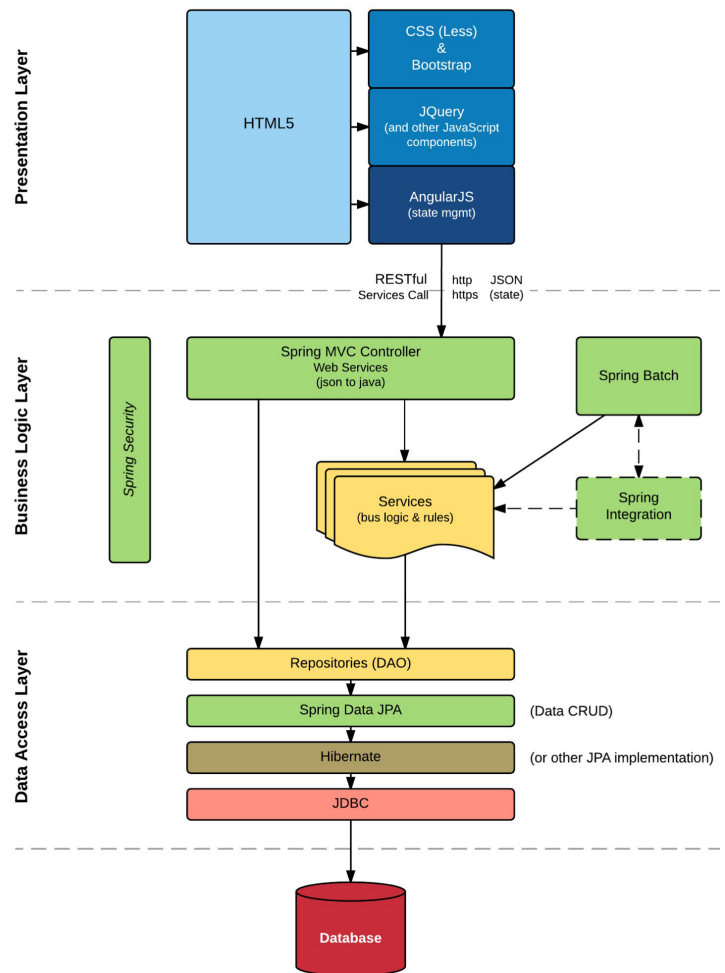 Presentation Layer
HTML5
CSS (Less)
&
Bootstrap
JQuery
(and other JavaScript
components)
AngularJS
(state mgmt)
RESTful
Services Call
http
https
JSON
(state)
Business Logic Layer
Spring Security
Spring MVC Controller
Web Services
(json to java)
Spring Batch
Services
(bus logic & rules)
Spring
Integration
Data Access Layer
Repositories (DAO)
Spring Data JPA
(Data CRUD)
Hibernate
(or other JPA implementation)
JDBC
Database